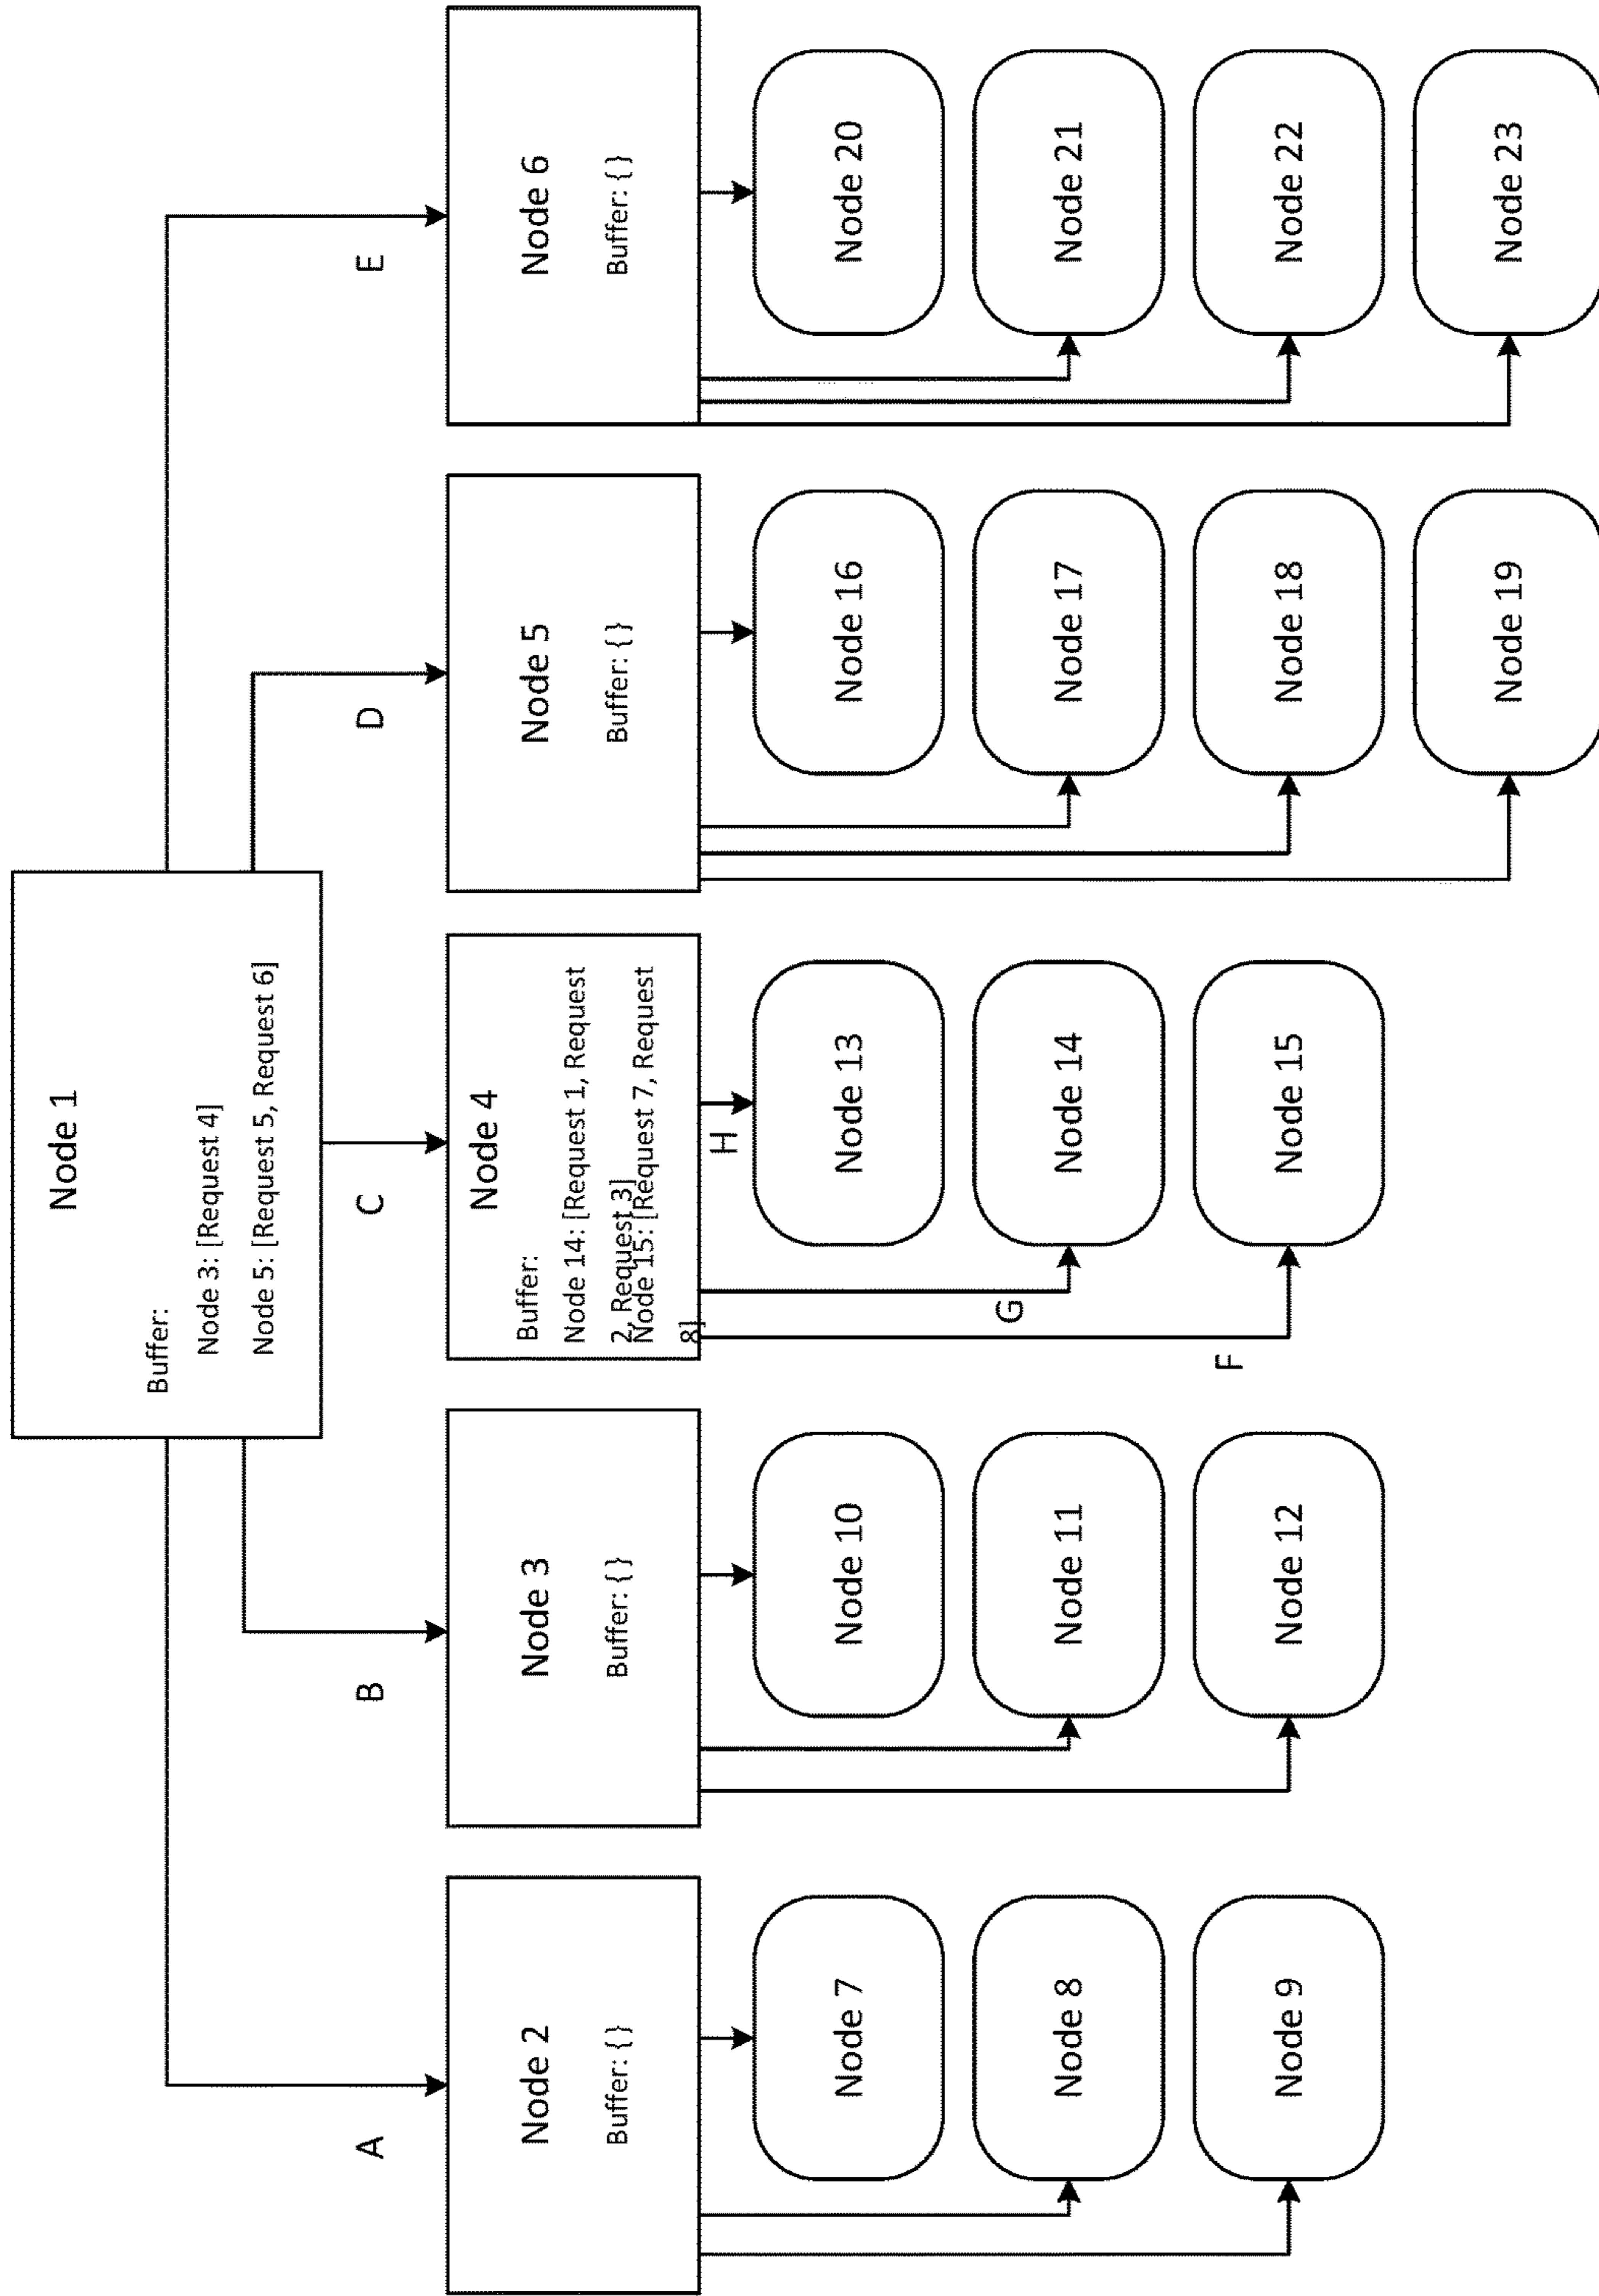 Node 1
Buffer:
Node 3: [Request 4]
Node 5: [Request 5, Request 6]
A
B
C
D
E
Node 2
Buffer: { }
Node 3
Buffer: { }
Node 4
Buffer:
Node 14: [Request 1, Request
2, Request 3]
Node 15: [Request 7, Request
8]
Node 5
Buffer: { }
Node 6
Buffer: { }
H
G
F
Node 7
Node 8
Node 9
Node 10
Node 11
Node 12
Node 13
Node 14
Node 15
Node 16
Node 17
Node 18
Node 19
Node 20
Node 21
Node 22
Node 23